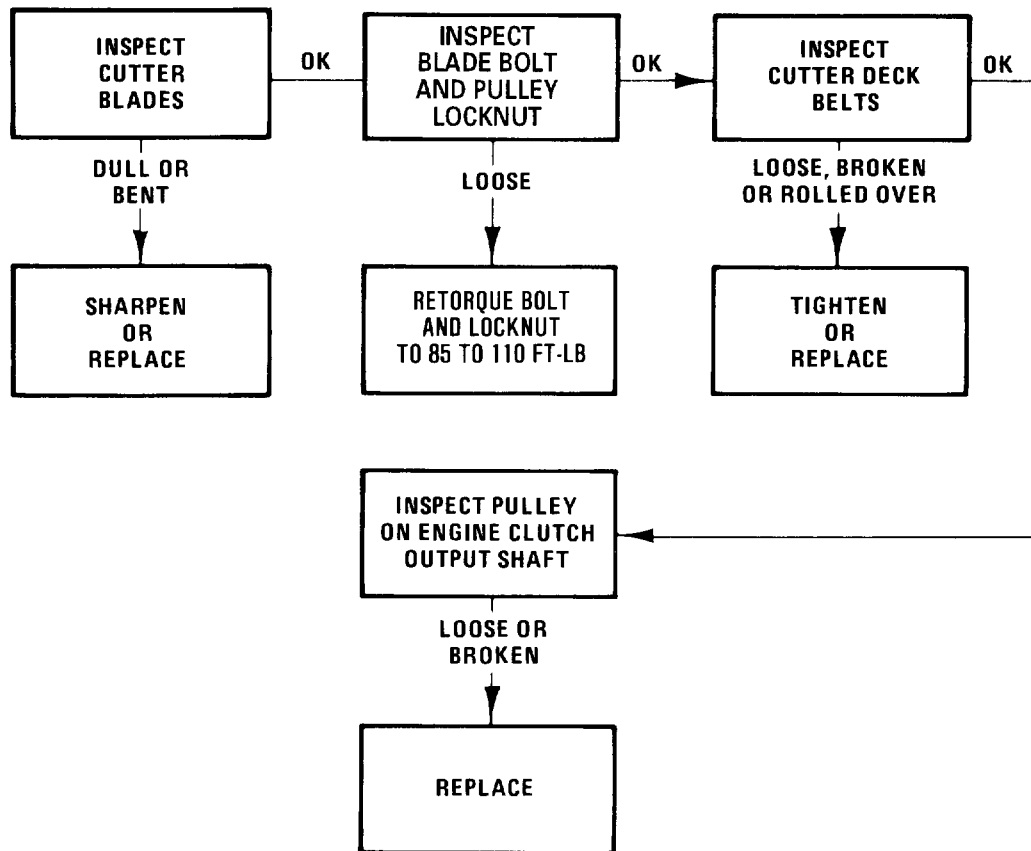 INSPECT
CUTTER
BLADES
OK
INSPECT
BLADE BOLT
AND PULLEY
LOCKNUT
OK
INSPECT
CUTTER DECK
BELTS
OK
DULL OR
BENT
LOOSE
LOOSE, BROKEN
OR ROLLED OVER
SHARPEN
OR
REPLACE
RETORQUE BOLT
AND LOCKNUT
TO 85 TO 110 FT-LB
TIGHTEN
OR
REPLACE
INSPECT PULLEY
ON ENGINE CLUTCH
OUTPUT SHAFT
LOOSE OR
BROKEN
REPLACE